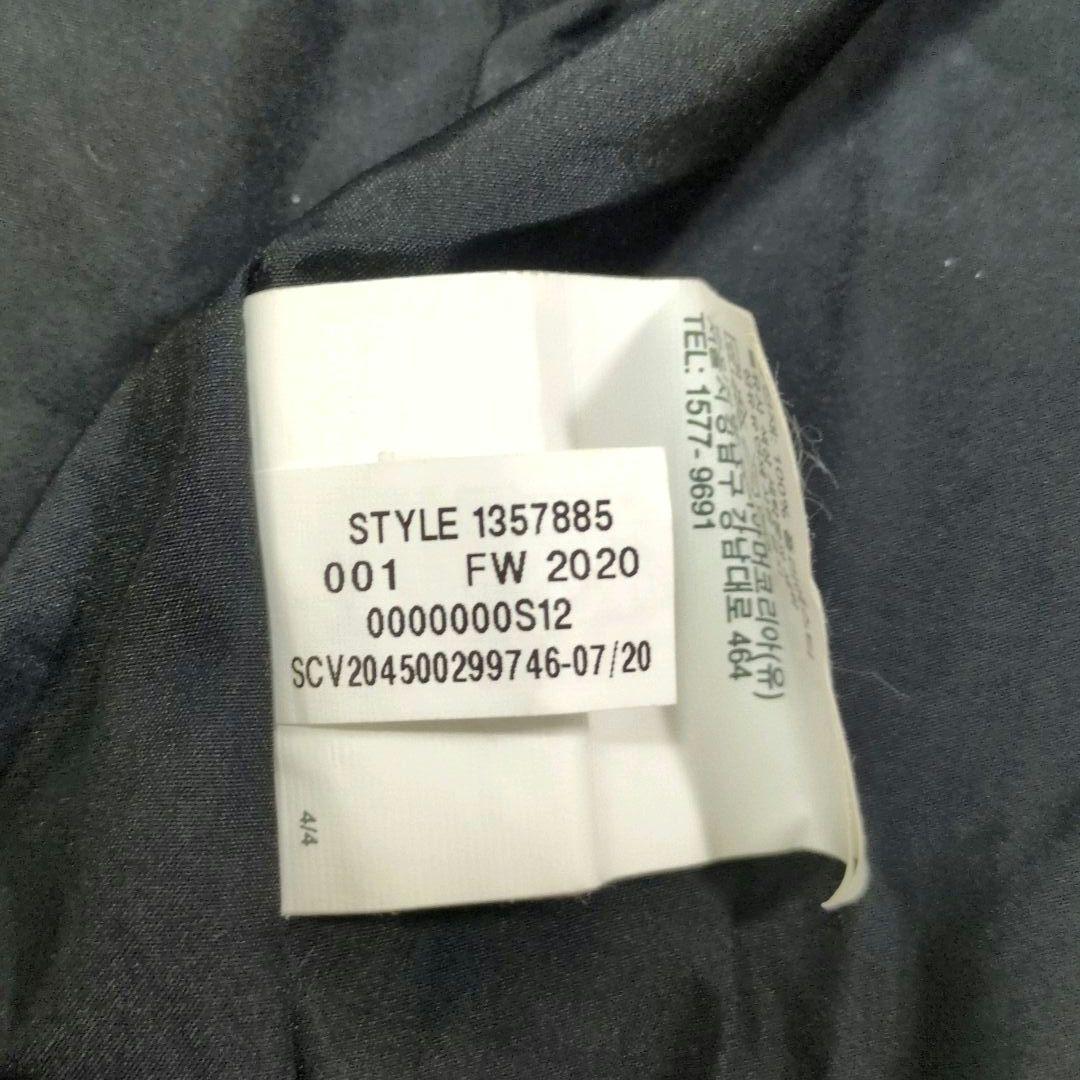 STYLE 1357885
001 FW 2020
0000000S12
SCV204500299746-07/20
4/4
서울시 강남구 강남대로 464
TEL: 1577-9691